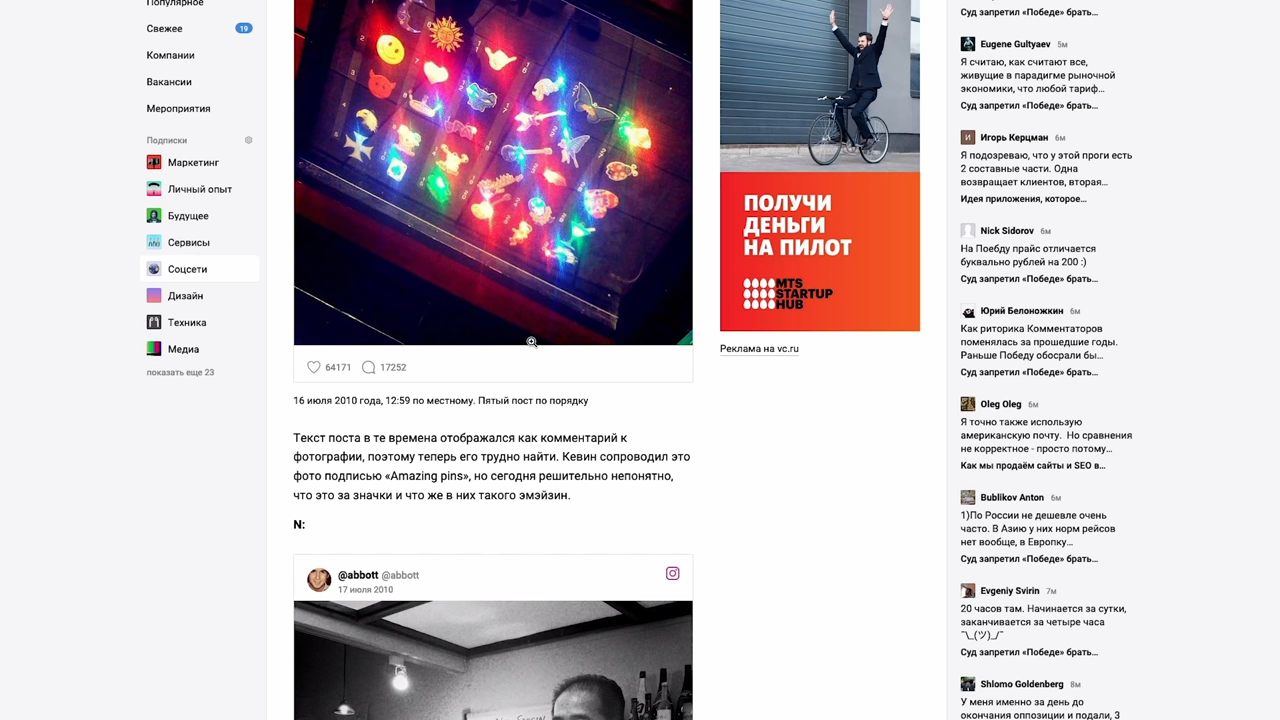 Популярное
Свежее 19
Компании
Вакансии
Мероприятия
Подписки
Маркетинг
Личный опыт
Будущее
Сервисы
Соцсети
Дизайн
Техника
Медиа
показать еще 23
64171 17252
16 июля 2010 года, 12:59 по местному. Пятый пост по порядку
Текст поста в те времена отображался как комментарий к
фотографии, поэтому теперь его трудно найти. Кевин сопроводил это
фото подписью «Amazing pins», но сегодня решительно непонятно,
что это за значки и что же в них такого эмэйзин.
N:
@abbott @abbott
17 июля 2010
ПОЛУЧИ
ДЕНЬГИ
НА ПИЛОТ
MTS
STARTUP
HUB
Реклама на vc.ru
Суд запретил «Победе» брать…
Eugene Gultyaev 5м
Я считаю, как считают все,
живущие в парадигме рыночной
экономики, что любой тариф…
Суд запретил «Победе» брать…
И Игорь Керцман 6м
Я подозреваю, что у этой проги есть
2 составные части. Одна
возвращает клиентов, вторая…
Идея приложения, которое…
Nick Sidorov 6м
На Поебду прайс отличается
буквально рублей на 200 :)
Суд запретил «Победе» брать…
Юрий Белоножкин 6м
Как риторика Комментаторов
поменялась за прошедшие годы.
Раньше Победу обосрали бы…
Суд запретил «Победе» брать…
Oleg Oleg 6м
Я точно также использую
американскую почту. Но сравнения
не корректное - просто потому…
Как мы продаём сайты и SEO в…
Bublikov Anton 6м
1)По России не дешевле очень
часто. В Азию у них норм рейсов
нет вообще, в Европку…
Суд запретил «Победе» брать…
Evgeniy Svirin 7м
20 часов там. Начинается за сутки,
заканчивается за четыре часа
¯\_(ツ)_/¯
Суд запретил «Победе» брать…
Shlomo Goldenberg 8м
У меня именно за день до
окончания оппозиции и подали, 3